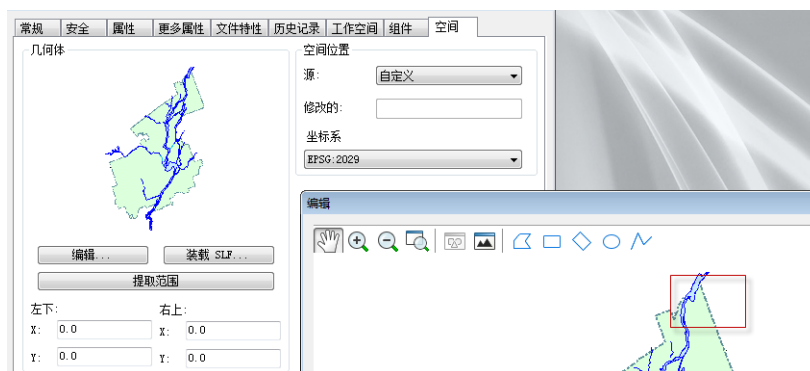 常规 安全 属性 更多属性 文件特性 历史记录 工作空间 组件 空间
几何体
空间位置
源: 自定义
修改的:
坐标系
EPSG:2029
编辑
编辑... 装载 SLF...
提取范围
左下: 右上:
X: 0.0 X: 0.0
Y: 0.0 Y: 0.0